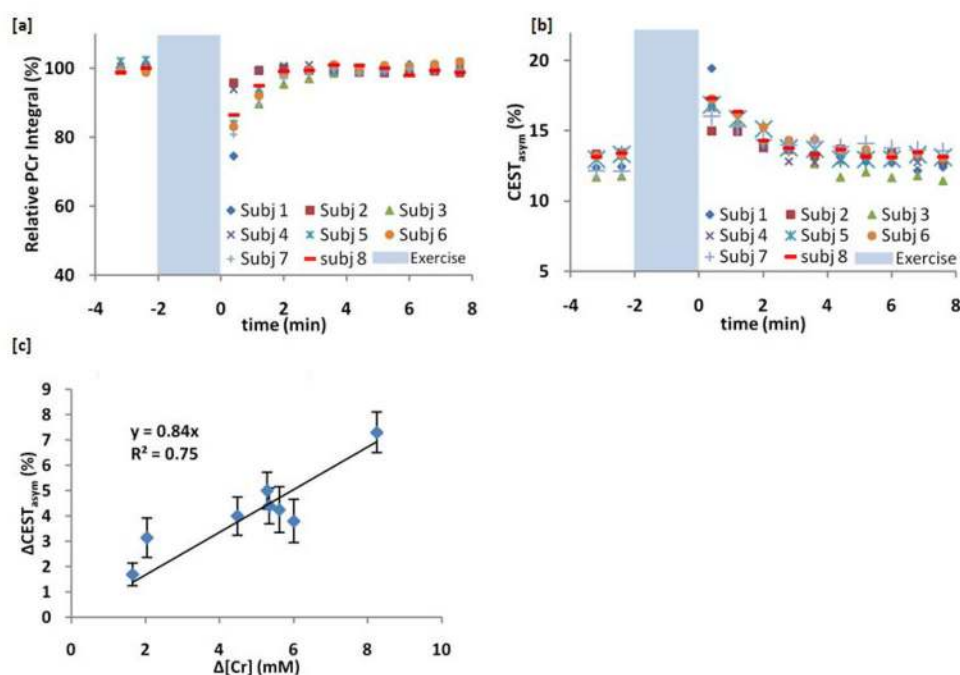 [a]
Relative PCr Integral (%)
100
80
60
40
Subj 1 Subj 2 Subj 3
Subj 4 Subj 5 Subj 6
Subj 7 subj 8 Exercise
-4 -2 0 2 4 6 8
time (min)
[b]
CEST asym (%)
20
15
10
5
Subj 1 Subj 2 Subj 3
Subj 4 Subj 5 Subj 6
Subj 7 subj 8 Exercise
-4 -2 0 2 4 6 8
time (min)
[c]
ΔCEST asym (%)
9
8
7
6
5
4
3
2
1
0
y = 0.84x
R² = 0.75
0 2 4 6 8 10
Δ[Cr] (mM)